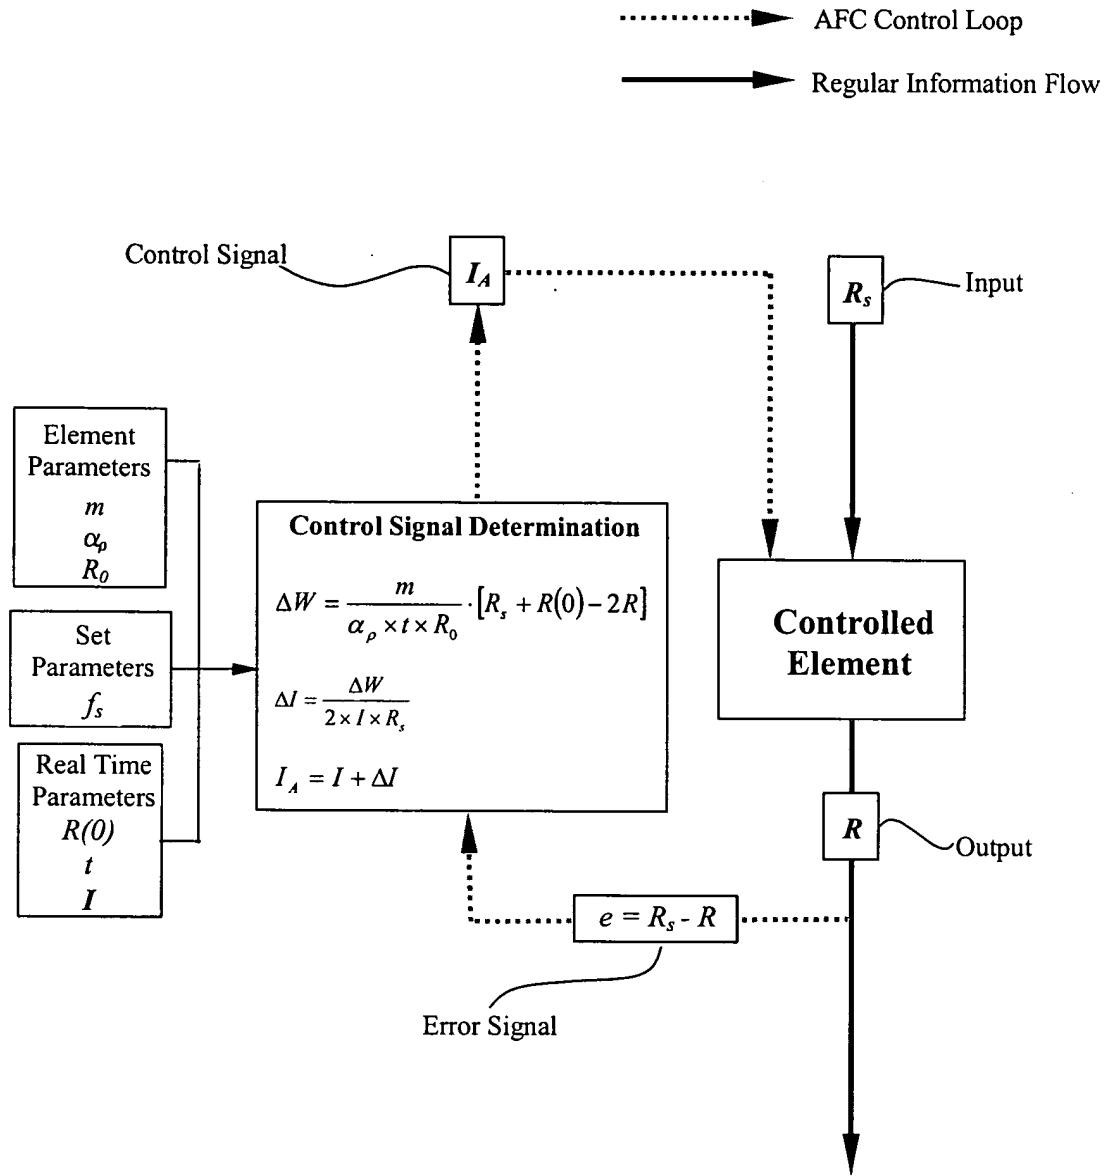 AFC Control Loop
Regular Information Flow
Control Signal
I_A
R_s
Input
Element
Parameters
m
α_ρ
R_0
Set
Parameters
f_s
Real Time
Parameters
R(0)
t
I
Control Signal Determination
ΔW = m / (α_ρ × t × R_0) · [R_s + R(0) − 2R]
ΔI = ΔW / (2 × I × R_s)
I_A = I + ΔI
Controlled
Element
R
Output
e = R_s - R
Error Signal